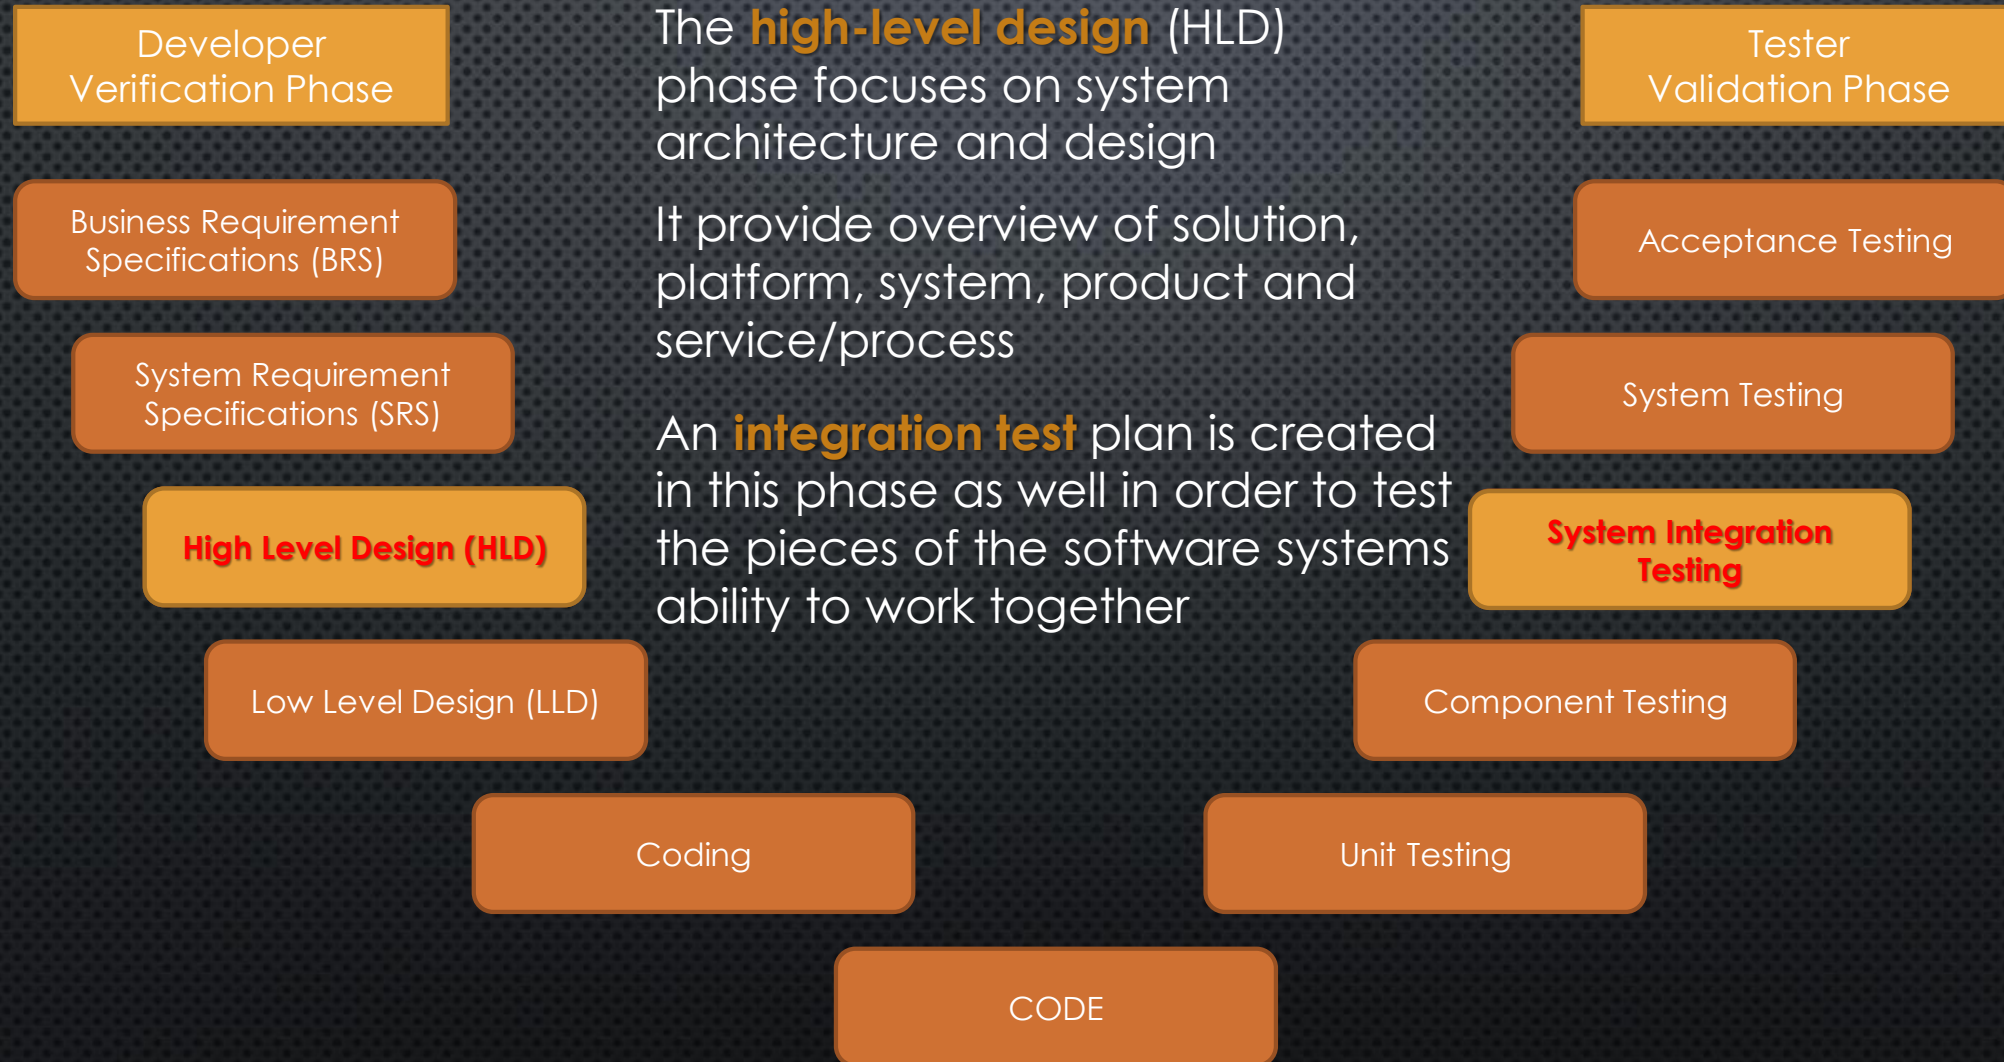 Developer
Verification Phase
The high-level design (HLD)
phase focuses on system
architecture and design
It provide overview of solution,
platform, system, product and
service/process
An integration test plan is created
in this phase as well in order to test
the pieces of the software systems
ability to work together
Tester
Validation Phase
Business Requirement
Specifications (BRS)
Acceptance Testing
System Requirement
Specifications (SRS)
System Testing
High Level Design (HLD)
System Integration
Testing
Low Level Design (LLD)
Component Testing
Coding
Unit Testing
CODE